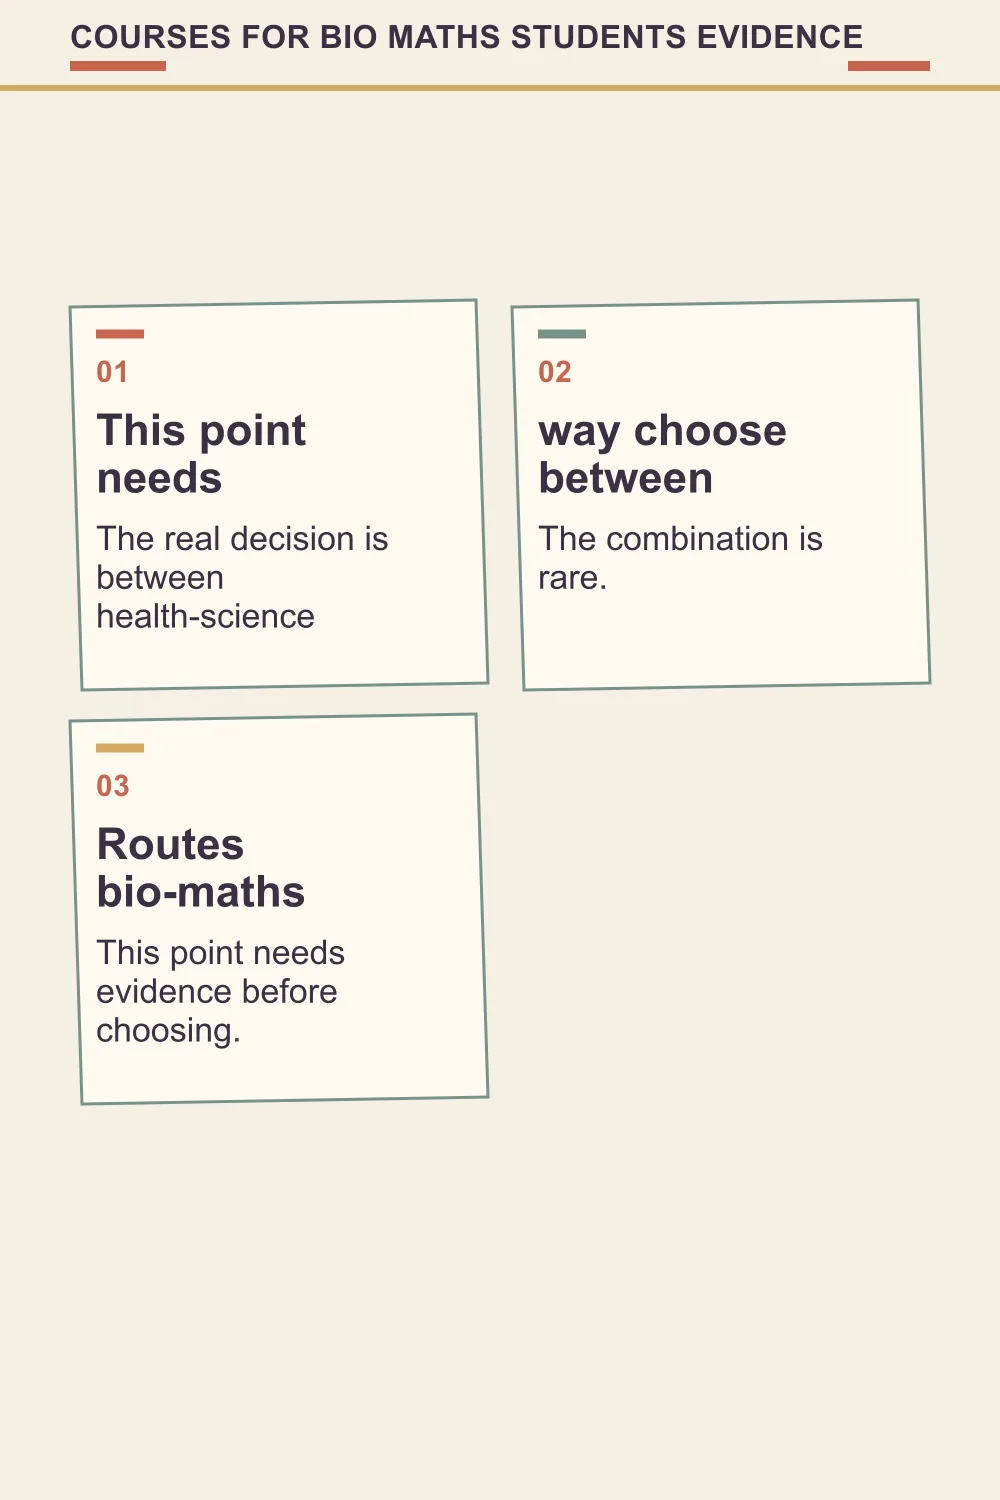 COURSES FOR BIO MATHS STUDENTS EVIDENCE
01
This point
needs
The real decision is
between
health-science
02
way choose
between
The combination is
rare.
03
Routes
bio-maths
This point needs
evidence before
choosing.